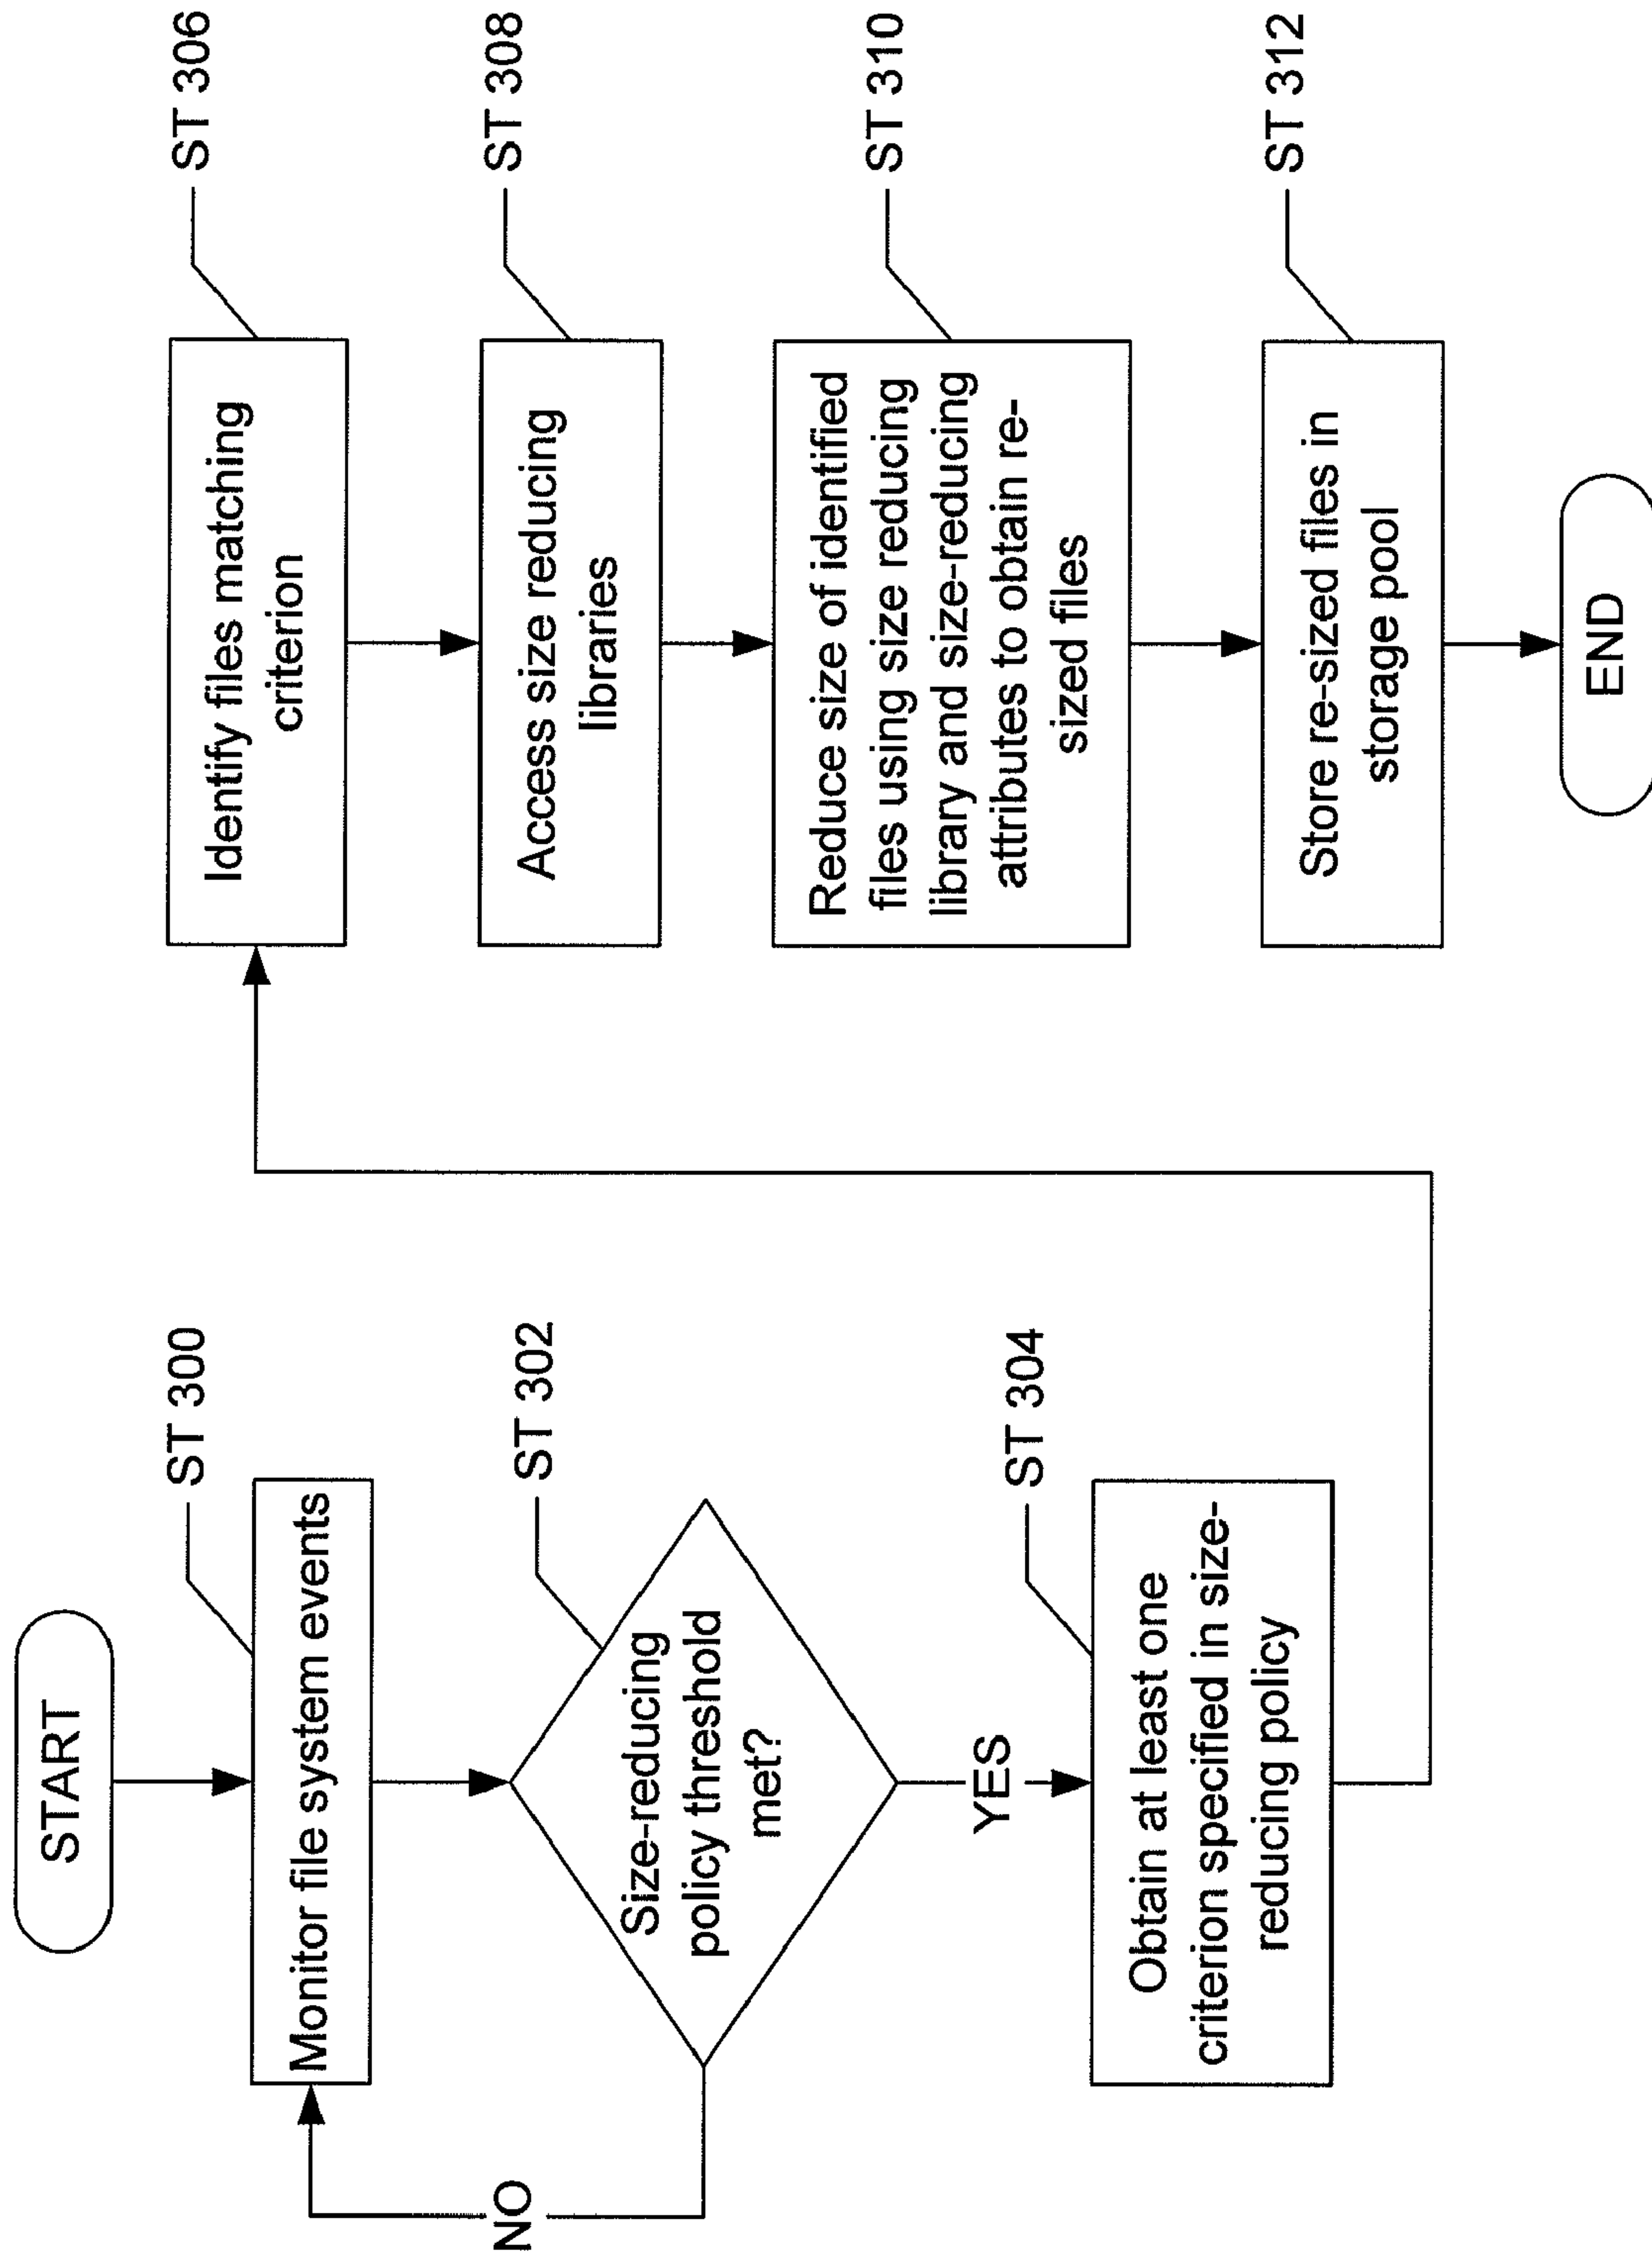 START
ST 300
Monitor file system events
ST 302
Size-reducing
policy threshold
met?
NO
YES
ST 304
Obtain at least one
criterion specified in size-
reducing policy
ST 306
Identify files matching
criterion
ST 308
Access size reducing
libraries
ST 310
Reduce size of identified
files using size reducing
library and size-reducing
attributes to obtain re-
sized files
ST 312
Store re-sized files in
storage pool
END